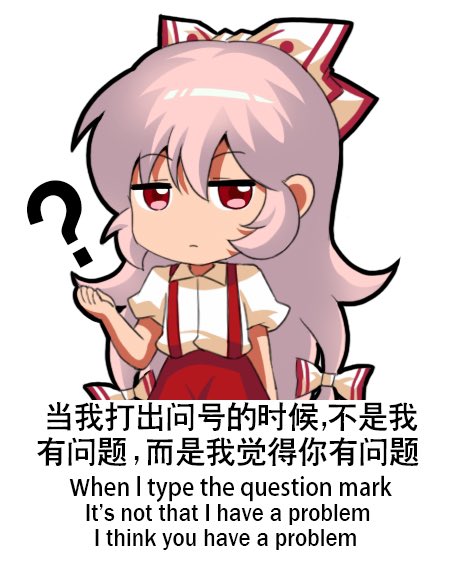 ?
当我打出问号的时候,不是我
有问题,而是我觉得你有问题
When I type the question mark
It's not that I have a problem
I think you have a problem